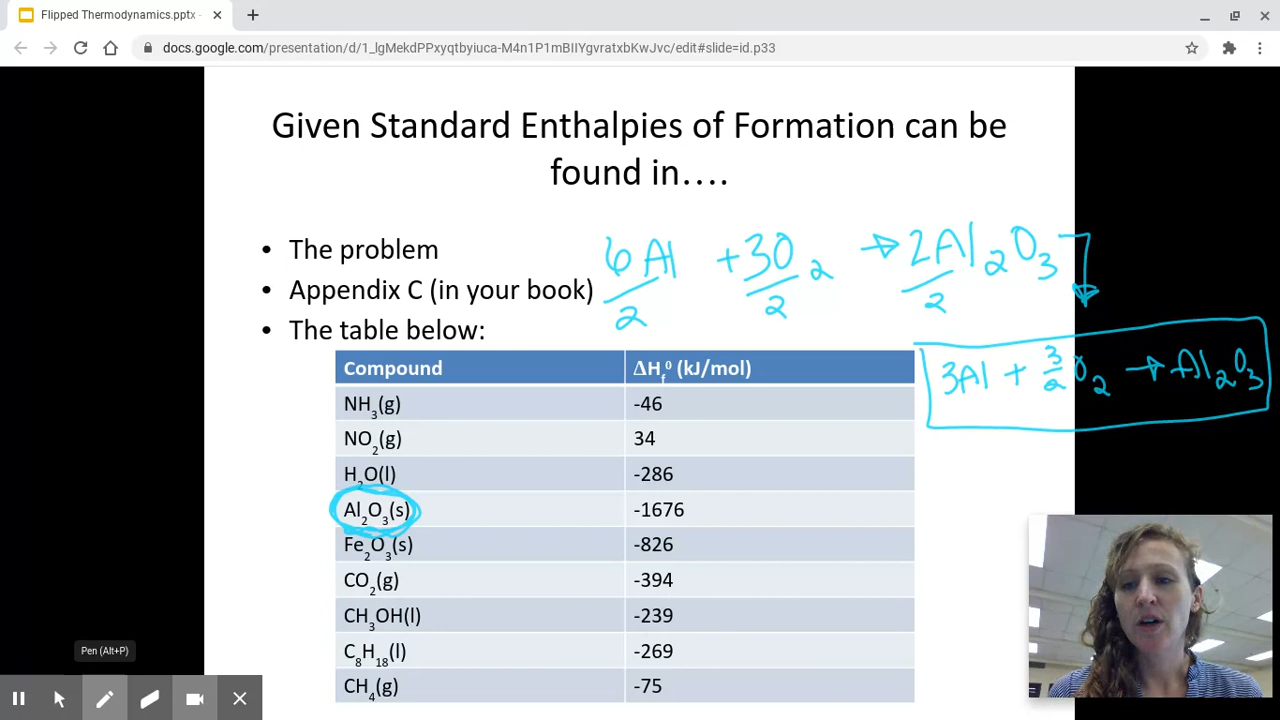 Flipped Thermodynamics.pptx
docs.google.com/presentation/d/1_lgMekdPPxyqtbyiuca-M4n1P1mBIIYgvratxbKwJvc/edit#slide=id.p33
Given Standard Enthalpies of Formation can be
found in….
• The problem
6Al/2 + 3O₂/2 → 2Al₂O₃/2
• Appendix C (in your book)
• The table below:
3Al + 3/2 O₂ → Al₂O₃
Compound ΔHf⁰ (kJ/mol)
NH₃(g) -46
NO₂(g) 34
H₂O(l) -286
Al₂O₃(s) -1676
Fe₂O₃(s) -826
CO₂(g) -394
CH₃OH(l) -239
C₈H₁₈(l) -269
CH₄(g) -75
Pen (Alt+P)